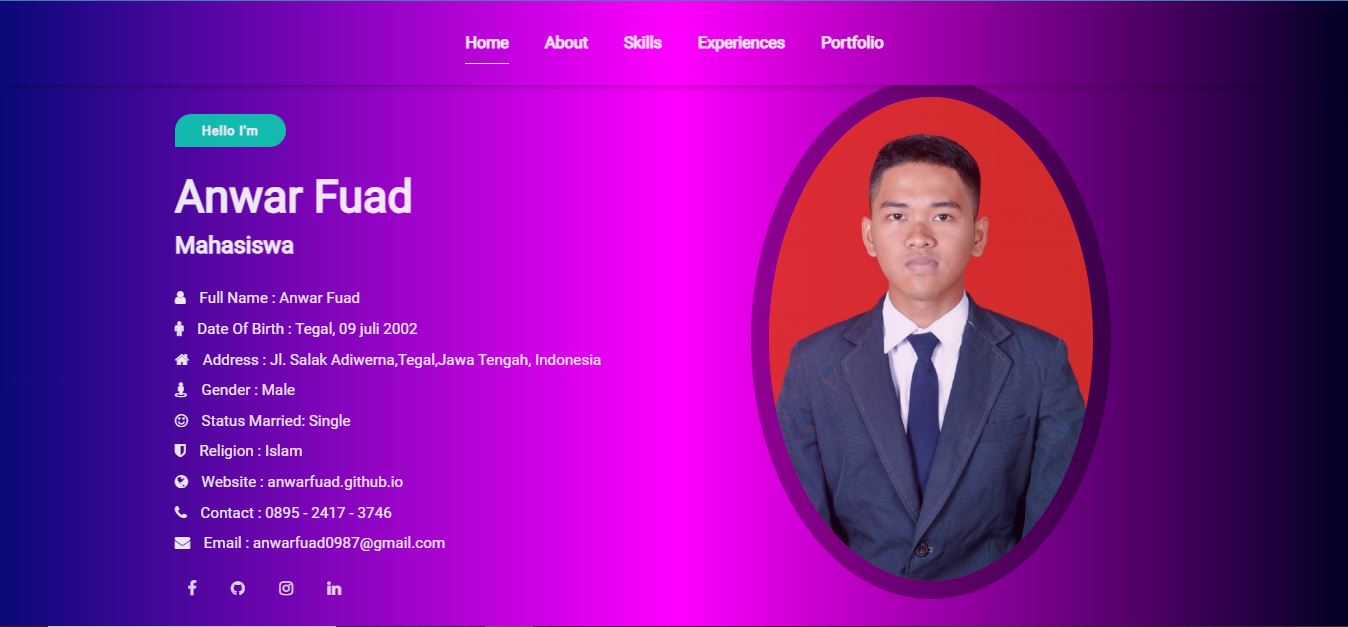 Home About Skills Experiences Portfolio
Hello I'm
Anwar Fuad
Mahasiswa
Full Name : Anwar Fuad
Date Of Birth : Tegal, 09 juli 2002
Address : Jl. Salak Adiwerna,Tegal,Jawa Tengah, Indonesia
Gender : Male
Status Married: Single
Religion : Islam
Website : anwarfuad.github.io
Contact : 0895 - 2417 - 3746
Email : anwarfuad0987@gmail.com